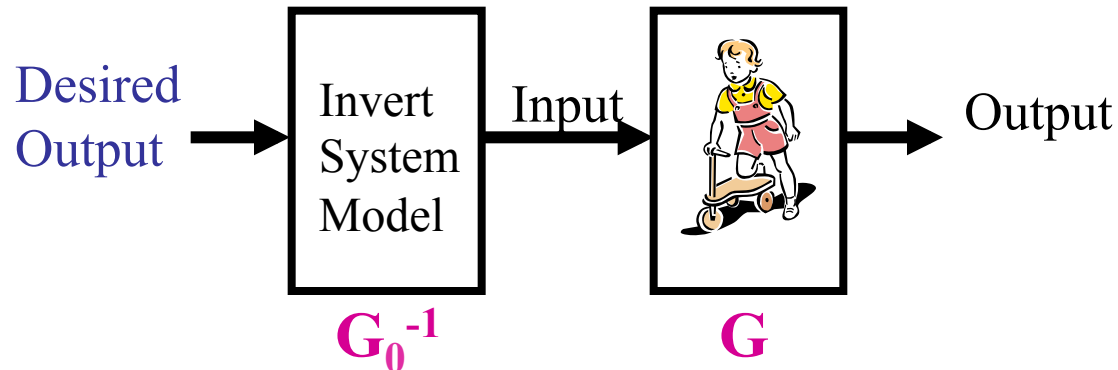 Desired
Output
Invert
System
Model
Input
Output
G₀⁻¹
G